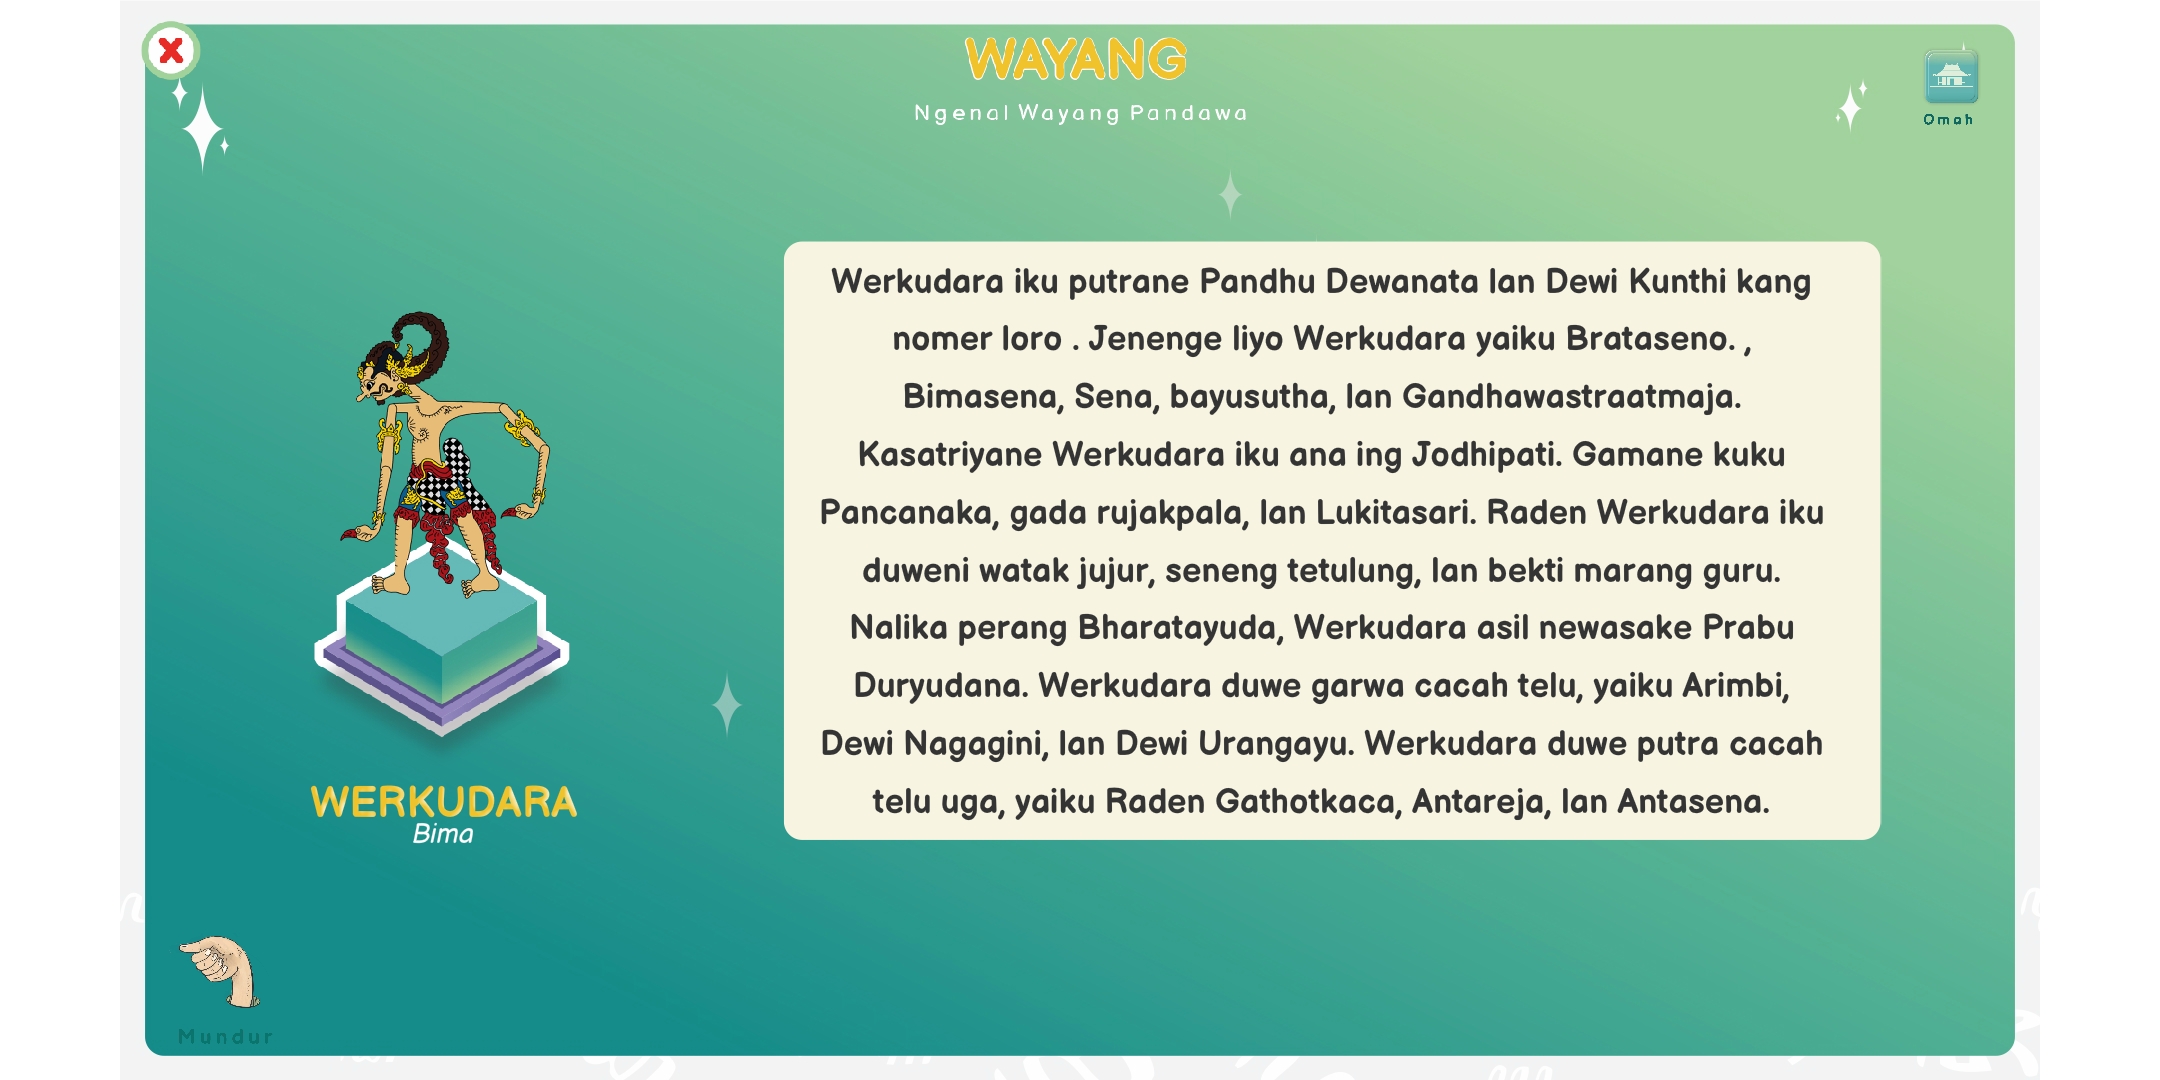 WAYANG
Ngenal Wayang Pandawa
Omah
Werkudara iku putrane Pandhu Dewanata lan Dewi Kunthi kang
nomer loro . Jenenge liyo Werkudara yaiku Brataseno. ,
Bimasena, Sena, bayusutha, lan Gandhawastraatmaja.
Kasatriyane Werkudara iku ana ing Jodhipati. Gamane kuku
Pancanaka, gada rujakpala, lan Lukitasari. Raden Werkudara iku
duweni watak jujur, seneng tetulung, lan bekti marang guru.
Nalika perang Bharatayuda, Werkudara asil newasake Prabu
Duryudana. Werkudara duwe garwa cacah telu, yaiku Arimbi,
Dewi Nagagini, lan Dewi Urangayu. Werkudara duwe putra cacah
telu uga, yaiku Raden Gathotkaca, Antareja, lan Antasena.
WERKUDARA
Bima
Mundur